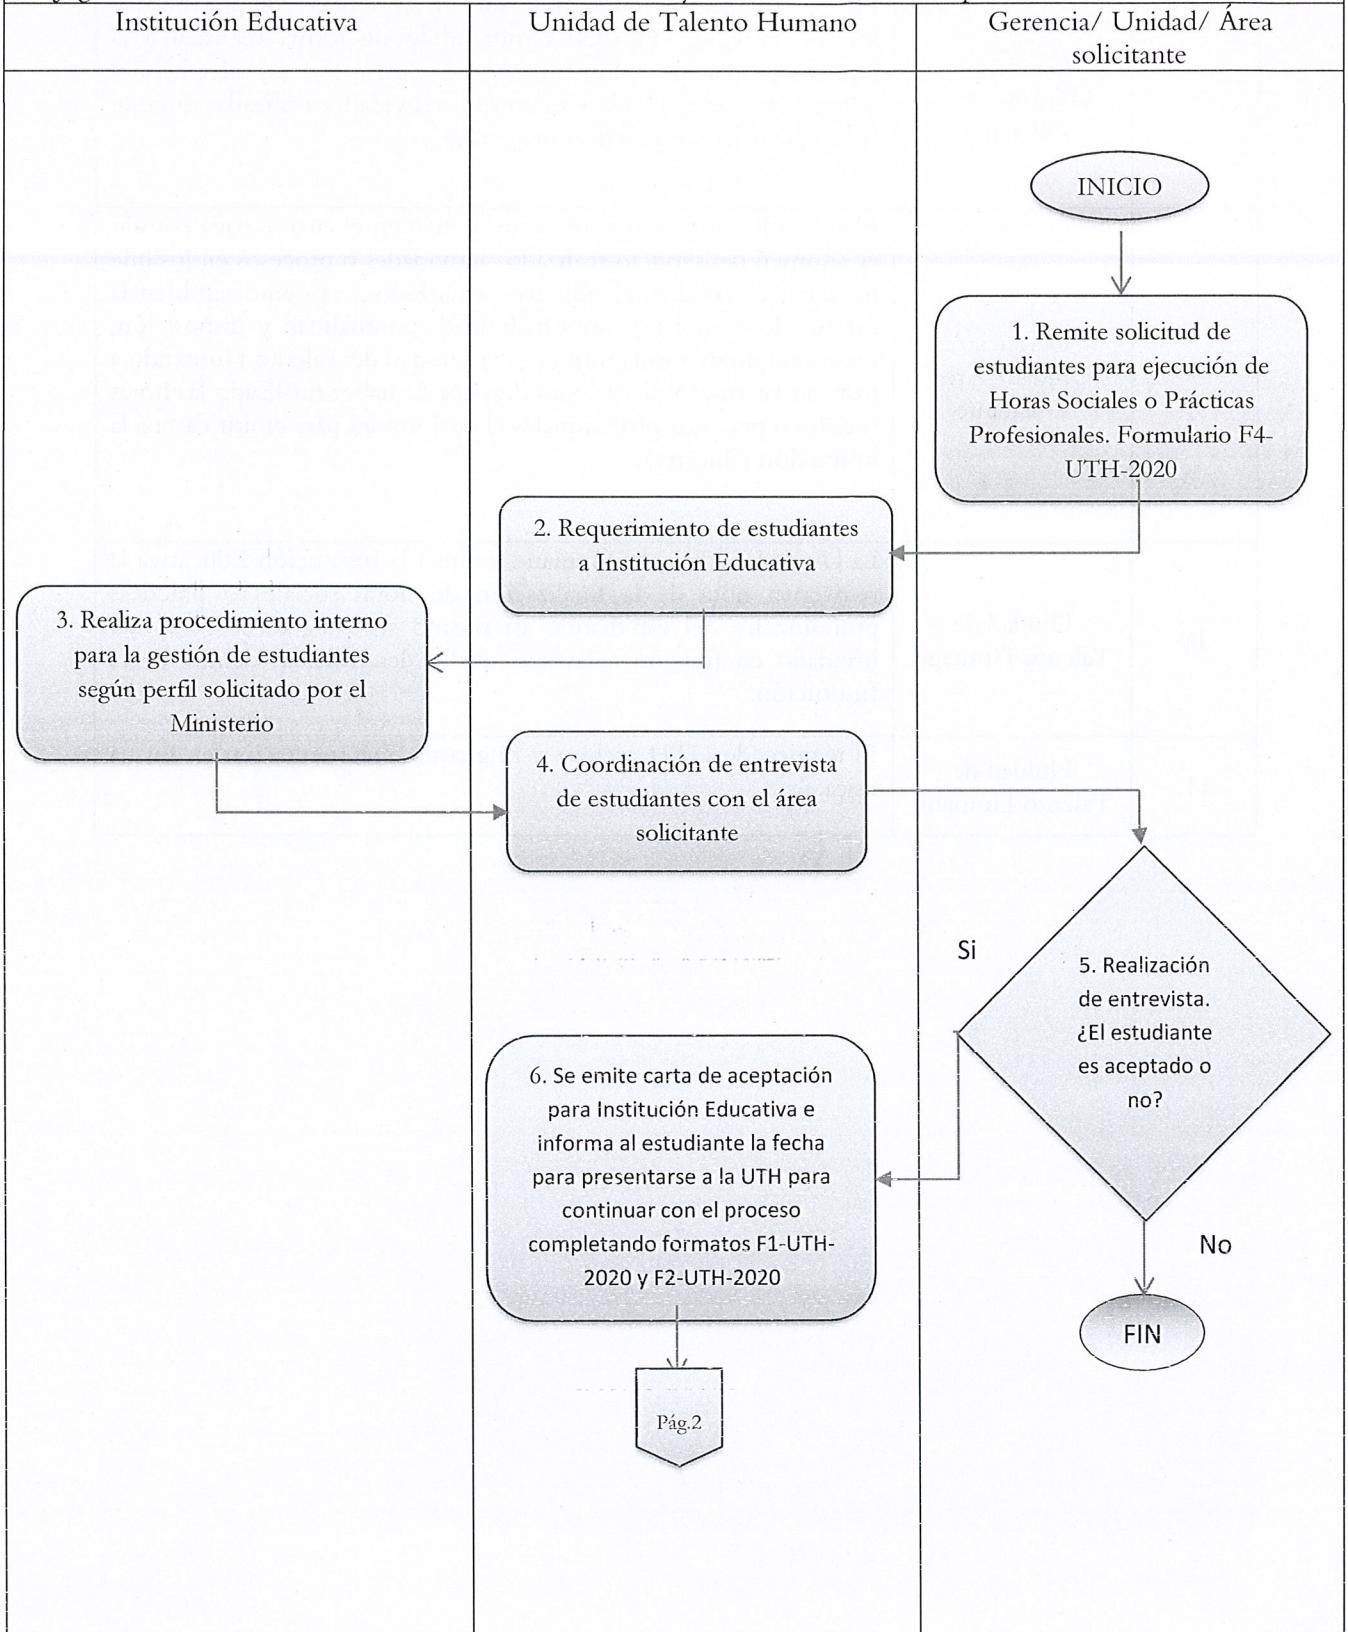 Institución Educativa
Unidad de Talento Humano
Gerencia/ Unidad/ Área
solicitante
INICIO
1. Remite solicitud de
estudiantes para ejecución de
Horas Sociales o Prácticas
Profesionales. Formulario F4-
UTH-2020
2. Requerimiento de estudiantes
a Institución Educativa
3. Realiza procedimiento interno
para la gestión de estudiantes
según perfil solicitado por el
Ministerio
4. Coordinación de entrevista
de estudiantes con el área
solicitante
Si
5. Realización
de entrevista.
¿El estudiante
es aceptado o
no?
6. Se emite carta de aceptación
para Institución Educativa e
informa al estudiante la fecha
para presentarse a la UTH para
continuar con el proceso
completando formatos F1-UTH-
2020 y F2-UTH-2020
No
FIN
Pág.2